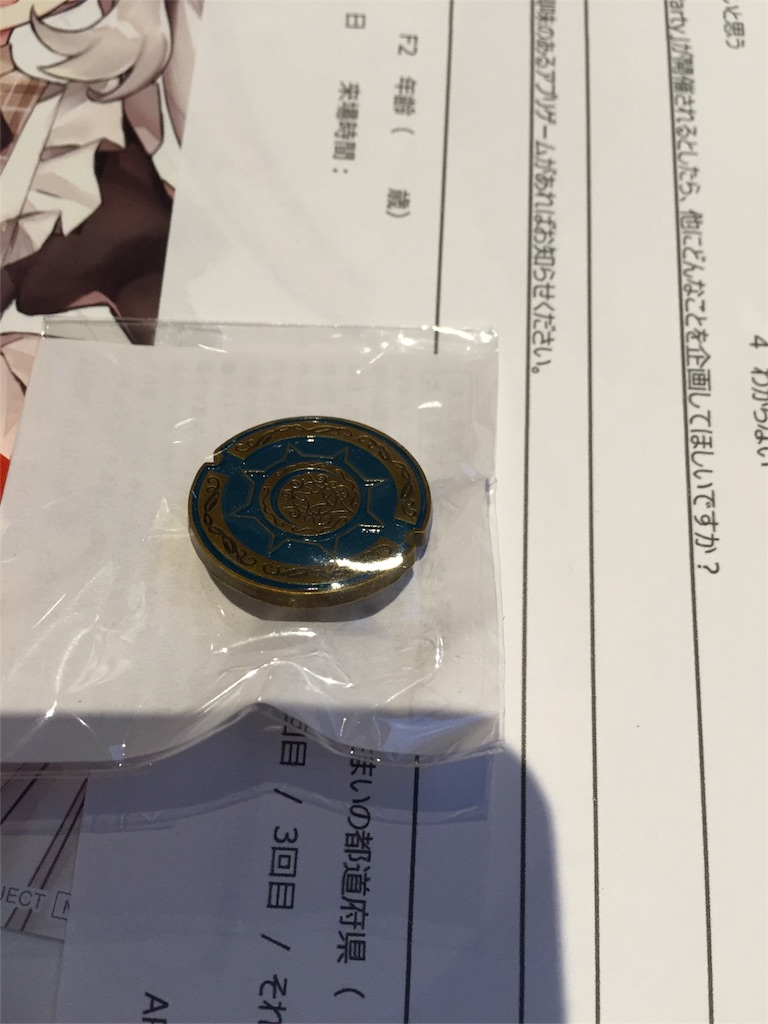 いと思う
4 わからない
arty」が開催されるとしたら、他にどんなことを企画してほしいですか？
味のあるアプリゲームがあればお知らせください。
F2 年齢（ 歳）
まいの都道府県（
日 来場時間：
回目 / 3回目 / それ
JECT